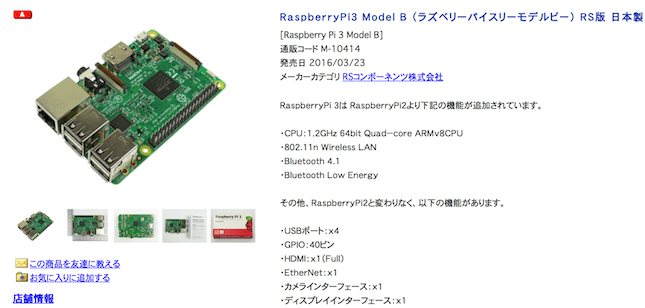 A
RaspberryPi3 Model B (ラズベリーパイスリーモデルビー) RS版 日本製
[Raspberry Pi 3 Model B]
通販コード M-10414
発売日 2016/03/23
メーカーカテゴリ RSコンポーネンツ株式会社
RaspberryPi 3は RaspberryPi2より下記の機能が追加されています。
・CPU：1.2GHz 64bit Quad-core ARMv8CPU
・802.11n Wireless LAN
・Bluetooth 4.1
・Bluetooth Low Energy
その他、RaspberryPi2と変わりなく、以下の機能があります。
・USBポート：x4
・GPIO：40ピン
・HDMI：x1(Full)
・EtherNet：x1
・カメラインターフェース：x1
・ディスプレイインターフェース：x1
Raspberry Pi 3
この商品を友達に教える
お気に入りに追加する
店舗情報